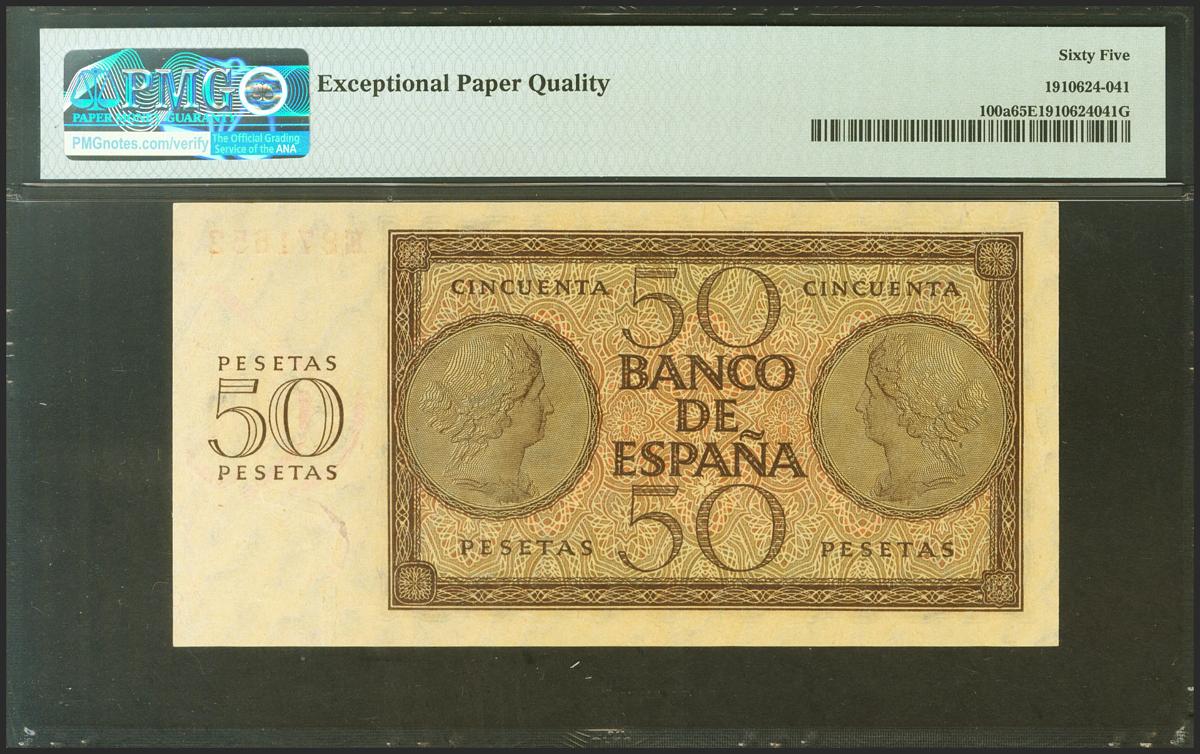 PMG
PAPER MONEY GUARANTY
PMGnotes.com/verify
The Official Grading
Service of the ANA
Exceptional Paper Quality
Sixty Five
1910624-041
100a65E1910624041G
PESETAS
50
PESETAS
CINCUENTA 50 CINCUENTA
BANCO
DE
ESPAÑA
PESETAS 50 PESETAS